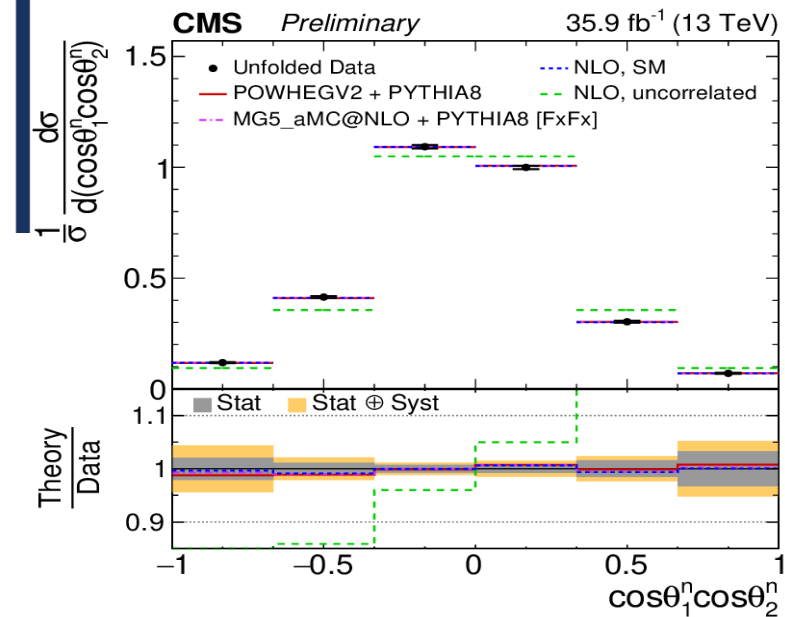 CMS Preliminary 35.9 fb⁻¹ (13 TeV)
1/σ dσ/d(cosθ₁ⁿcosθ₂ⁿ)
1.5
1
0.5
0
Unfolded Data
POWHEGV2 + PYTHIA8
MG5_aMC@NLO + PYTHIA8 [FxFx]
NLO, SM
NLO, uncorrelated
Theory/Data
1.1
1
0.9
Stat
Stat ⊕ Syst
−1 −0.5 0 0.5 1
cosθ₁ⁿcosθ₂ⁿ